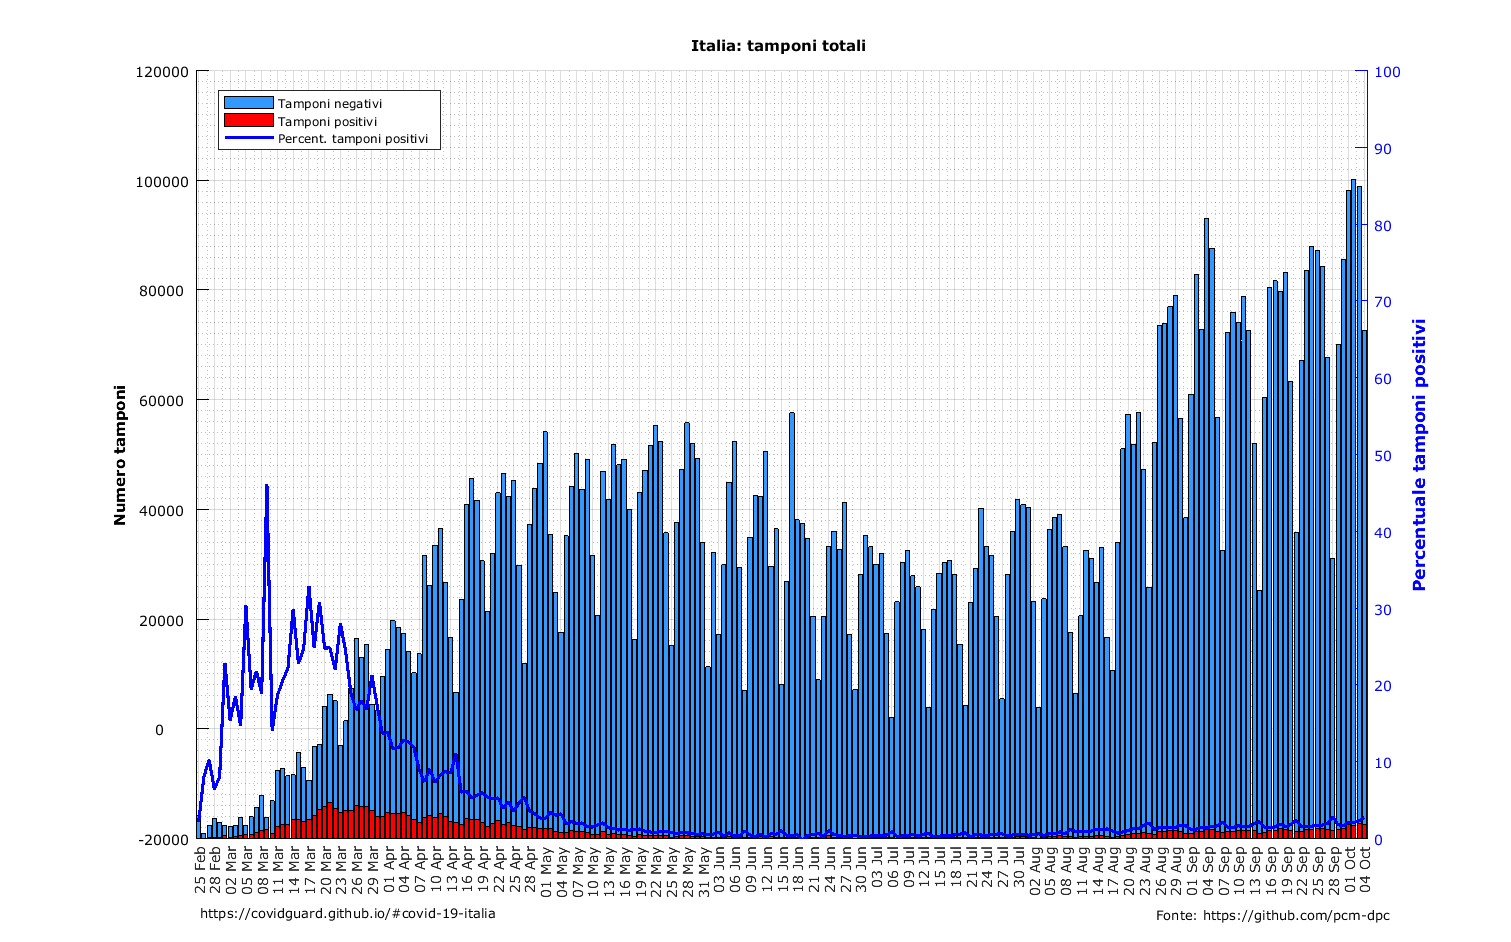 Italia: tamponi totali
120000
100000
80000
60000
40000
20000
0
-20000
Numero tamponi
Tamponi negativi
Tamponi positivi
Percent. tamponi positivi
100
90
80
70
60
50
40
30
20
10
0
Percentuale tamponi positivi
25 Feb
28 Feb
02 Mar
05 Mar
08 Mar
11 Mar
14 Mar
17 Mar
20 Mar
23 Mar
26 Mar
29 Mar
01 Apr
04 Apr
07 Apr
10 Apr
13 Apr
16 Apr
19 Apr
22 Apr
25 Apr
28 Apr
01 May
04 May
07 May
10 May
13 May
16 May
19 May
22 May
25 May
28 May
31 May
03 Jun
06 Jun
09 Jun
12 Jun
15 Jun
18 Jun
21 Jun
24 Jun
27 Jun
30 Jun
03 Jul
06 Jul
09 Jul
12 Jul
15 Jul
18 Jul
21 Jul
24 Jul
27 Jul
30 Jul
02 Aug
05 Aug
08 Aug
11 Aug
14 Aug
17 Aug
20 Aug
23 Aug
26 Aug
29 Aug
01 Sep
04 Sep
07 Sep
10 Sep
13 Sep
16 Sep
19 Sep
22 Sep
25 Sep
28 Sep
01 Oct
04 Oct
https://covidguard.github.io/#covid-19-italia
Fonte: https://github.com/pcm-dpc